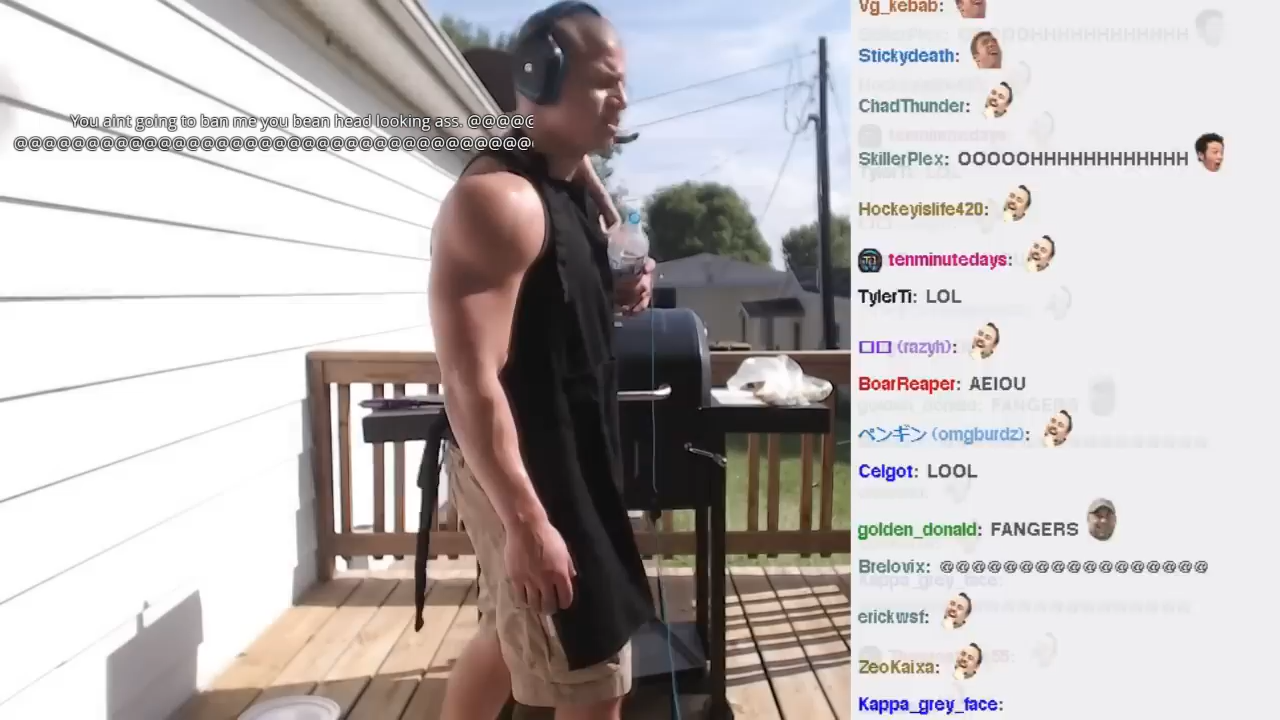 You aint going to ban me you bean head looking ass. @@@@@
@@@@@@@@@@@@@@@@@@@@@@@@@@@@@@@@@@@@
Vg_kebab:
Stickydeath:
ChadThunder:
SkillerPlex: OOOOOHHHHHHHHHHHHH
Hockeyislife420:
tenminutedays:
TylerTi: LOL
ロロ (razyh):
BoarReaper: AEIOU
ペンギン (omgburdz):
Celgot: LOOL
golden_donald: FANGERS
Brelovix: @@@@@@@@@@@@@@@@@
erickwsf:
ZeoKaixa:
Kappa_grey_face: